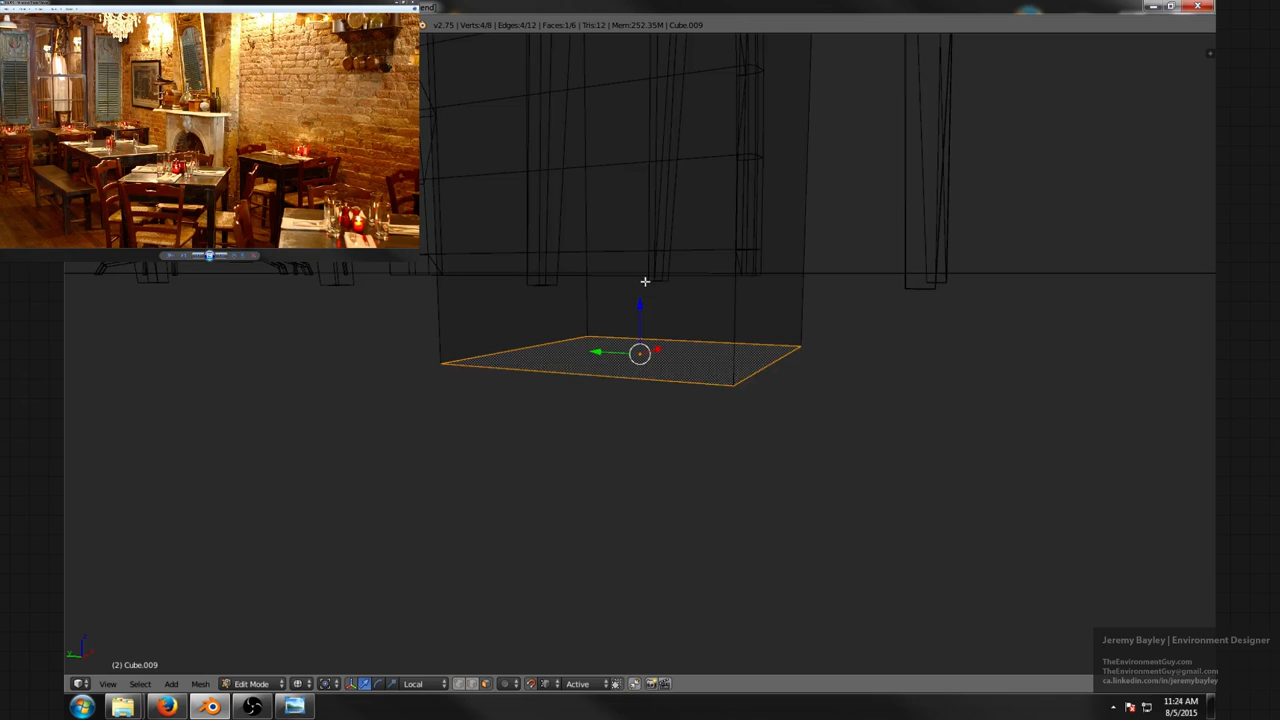 end]
v2.75 | Verts:4/8 | Edges:4/12 | Faces:1/6 | Tris:12 | Mem:252.35M | Cube.009
(2) Cube.009
View Select Add Mesh Edit Mode Local Active
Jeremy Bayley | Environment Designer
TheEnvironmentGuy.com
TheEnvironmentGuy@gmail.com
ca.linkedin.com/in/jeremybayley
11:24 AM
8/5/2015